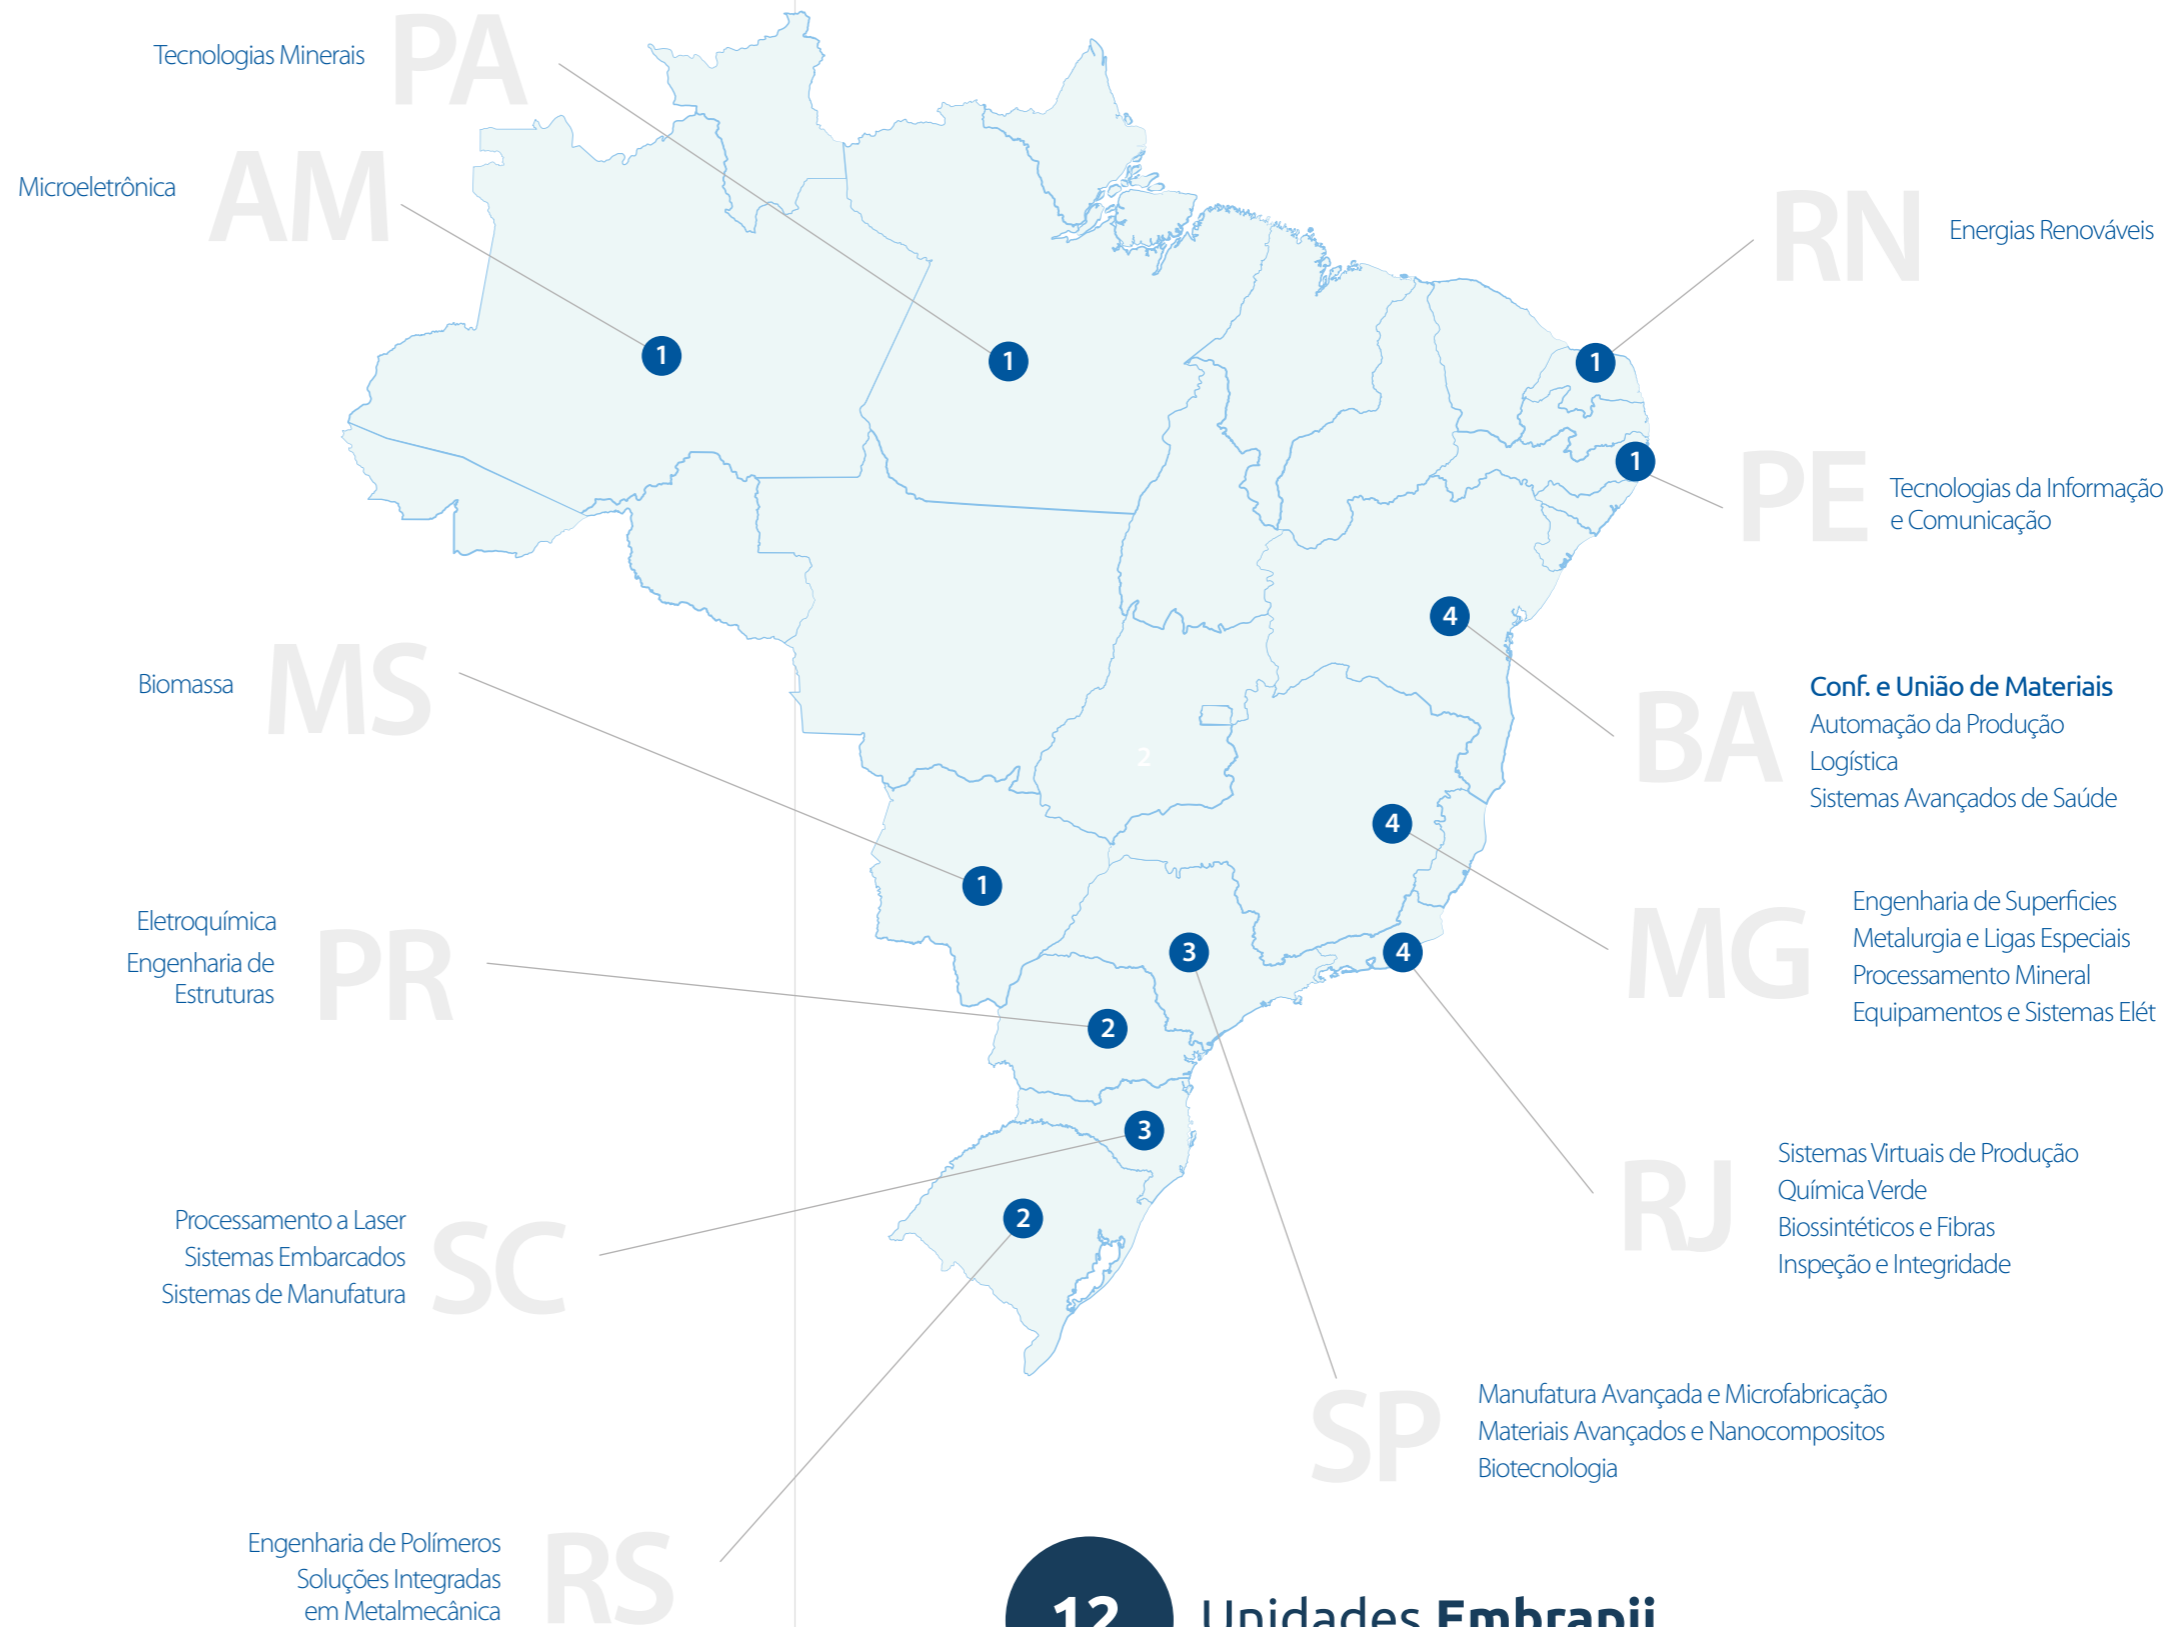 Tecnologias Minerais
PA
Microeletrônica
AM
RN
Energias Renováveis
1
1
1
1
PE
Tecnologias da Informação
e Comunicação
4
Biomassa
MS
BA
Conf. e União de Materiais
Automação da Produção
Logística
Sistemas Avançados de Saúde
2
4
1
Eletroquímica
Engenharia de
Estruturas
PR
MG
Engenharia de Superficies
Metalurgia e Ligas Especiais
Processamento Mineral
Equipamentos e Sistemas Elét
3
4
2
3
Processamento a Laser
Sistemas Embarcados
Sistemas de Manufatura
SC
2
RJ
Sistemas Virtuais de Produção
Química Verde
Biossintéticos e Fibras
Inspeção e Integridade
SP
Manufatura Avançada e Microfabricação
Materiais Avançados e Nanocompositos
Biotecnologia
Engenharia de Polímeros
Soluções Integradas
em Metalmecânica
RS
12
Unidades Embrapii